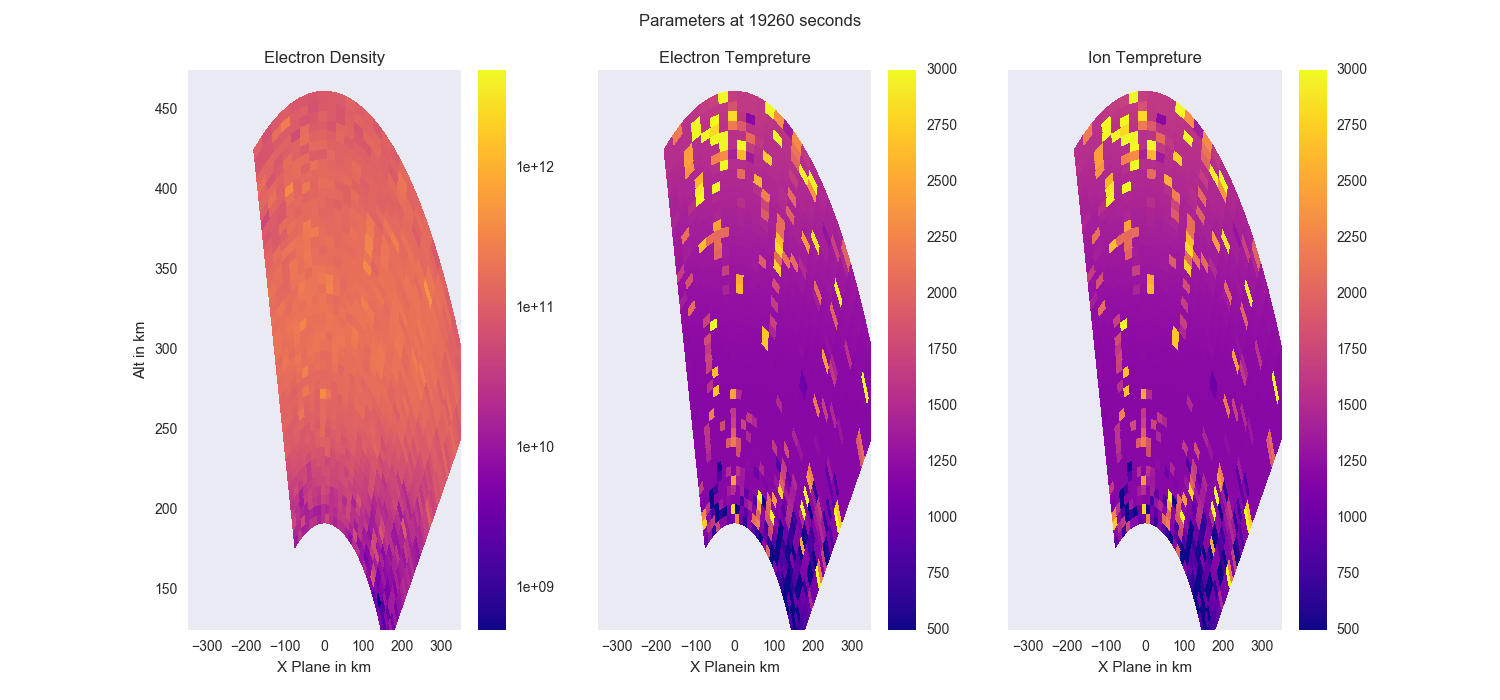 Parameters at 19260 seconds
Electron Density
Electron Tempreture
Ion Tempreture
450
400
350
300
250
200
150
Alt in km
−300 −200 −100 0 100 200 300
X Plane in km
1e+12
1e+11
1e+10
1e+09
−300 −200 −100 0 100 200 300
X Planein km
3000
2750
2500
2250
2000
1750
1500
1250
1000
750
500
−300 −200 −100 0 100 200 300
X Plane in km
3000
2750
2500
2250
2000
1750
1500
1250
1000
750
500